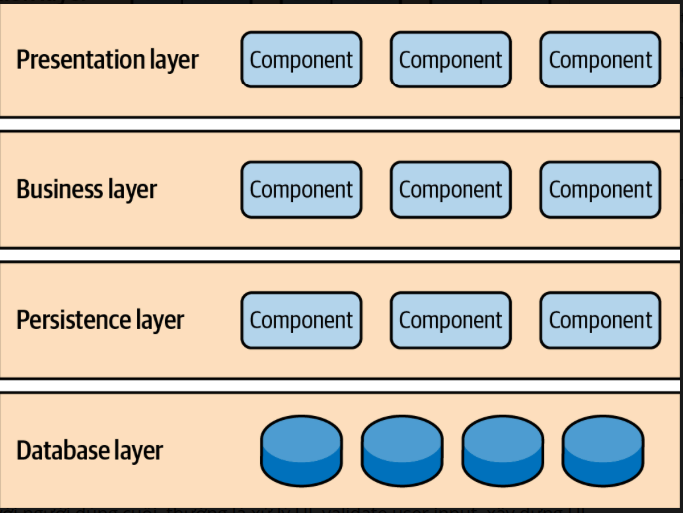 Presentation layer Component Component Component
Business layer Component Component Component
Persistence layer Component Component Component
Database layer